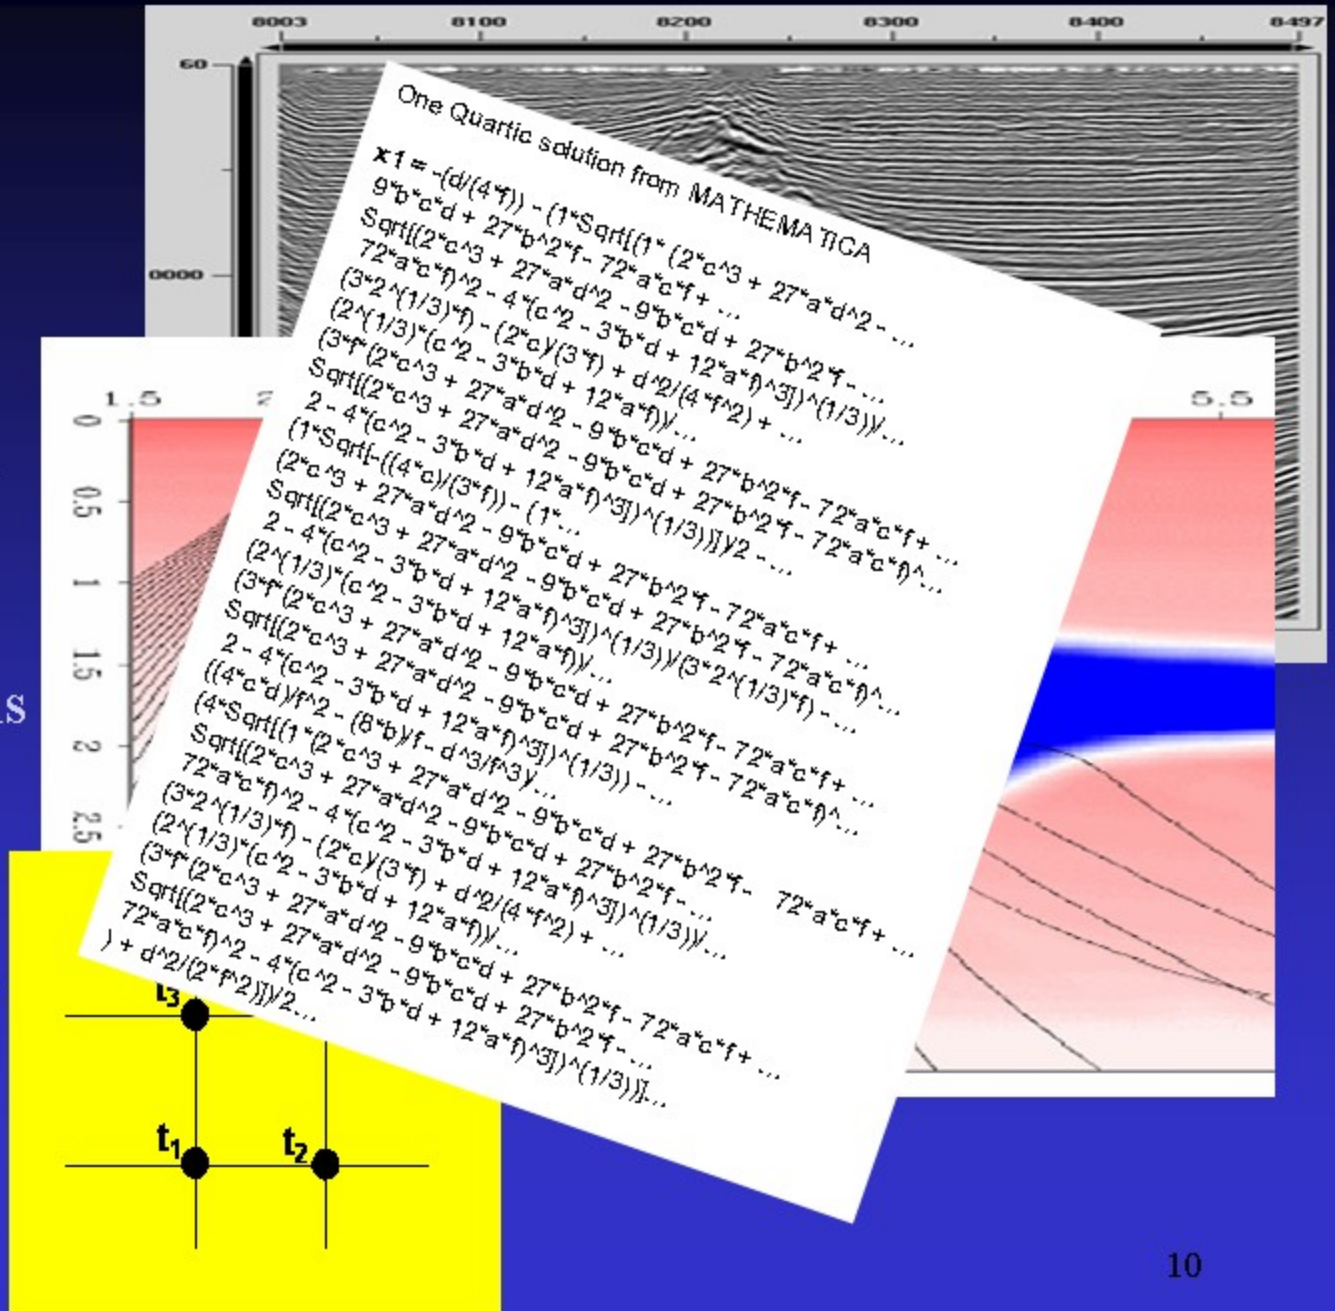 8003 8100 8200 8300 8400 8497
60
0000
One Quartic solution from MATHEMATICA
x1 = -(d/(4*f)) - (1*Sqrt[(1* (2*c^3 + 27*a*d^2 - ...
9*b*c*d + 27*b^2*f - 72*a*c*f + ...
Sqrt[(2*c^3 + 27*a*d^2 - 9*b*c*d + 27*b^2*f - ...
72*a*c*f)^2 - 4*(c^2 - 3*b*d + 12*a*f)^3])^(1/3))/...
(3*2^(1/3)*f) - (2*c)/(3*f) + d^2/(4*f^2) + ...
(2^(1/3)*(c^2 - 3*b*d + 12*a*f))/...
(3*f*(2*c^3 + 27*a*d^2 - 9*b*c*d + 27*b^2*f - 72*a*c*f + ...
Sqrt[(2*c^3 + 27*a*d^2 - 9*b*c*d + 27*b^2*f - 72*a*c*f)^...
2 - 4*(c^2 - 3*b*d + 12*a*f)^3])^(1/3))])/2 - ...
(1*Sqrt[-((4*c)/(3*f)) - (1*...
(2*c^3 + 27*a*d^2 - 9*b*c*d + 27*b^2*f - 72*a*c*f + ...
Sqrt[(2*c^3 + 27*a*d^2 - 9*b*c*d + 27*b^2*f - 72*a*c*f)^...
2 - 4*(c^2 - 3*b*d + 12*a*f)^3])^(1/3))/(3*2^(1/3)*f) - ...
(2^(1/3)*(c^2 - 3*b*d + 12*a*f))/...
(3*f*(2*c^3 + 27*a*d^2 - 9*b*c*d + 27*b^2*f - 72*a*c*f + ...
Sqrt[(2*c^3 + 27*a*d^2 - 9*b*c*d + 27*b^2*f - 72*a*c*f)^...
2 - 4*(c^2 - 3*b*d + 12*a*f)^3])^(1/3)) - ...
((4*c*d)/f^2 - (8*b)/f - d^3/f^3)/...
(4*Sqrt[(1*(2*c^3 + 27*a*d^2 - 9*b*c*d + 27*b^2*f - 72*a*c*f + ...
Sqrt[(2*c^3 + 27*a*d^2 - 9*b*c*d + 27*b^2*f - ...
72*a*c*f)^2 - 4*(c^2 - 3*b*d + 12*a*f)^3])^(1/3))/...
(3*2^(1/3)*f) - (2*c)/(3*f) + d^2/(4*f^2) + ...
(2^(1/3)*(c^2 - 3*b*d + 12*a*f))/...
(3*f*(2*c^3 + 27*a*d^2 - 9*b*c*d + 27*b^2*f - 72*a*c*f + ...
Sqrt[(2*c^3 + 27*a*d^2 - 9*b*c*d + 27*b^2*f - ...
72*a*c*f)^2 - 4*(c^2 - 3*b*d + 12*a*f)^3])^(1/3))]...
) + d^2/(2*f^2)])/2...
1.5 2 5.5
0
0.5
1
1.5
2
2.5
s
t3
t1 t2
10